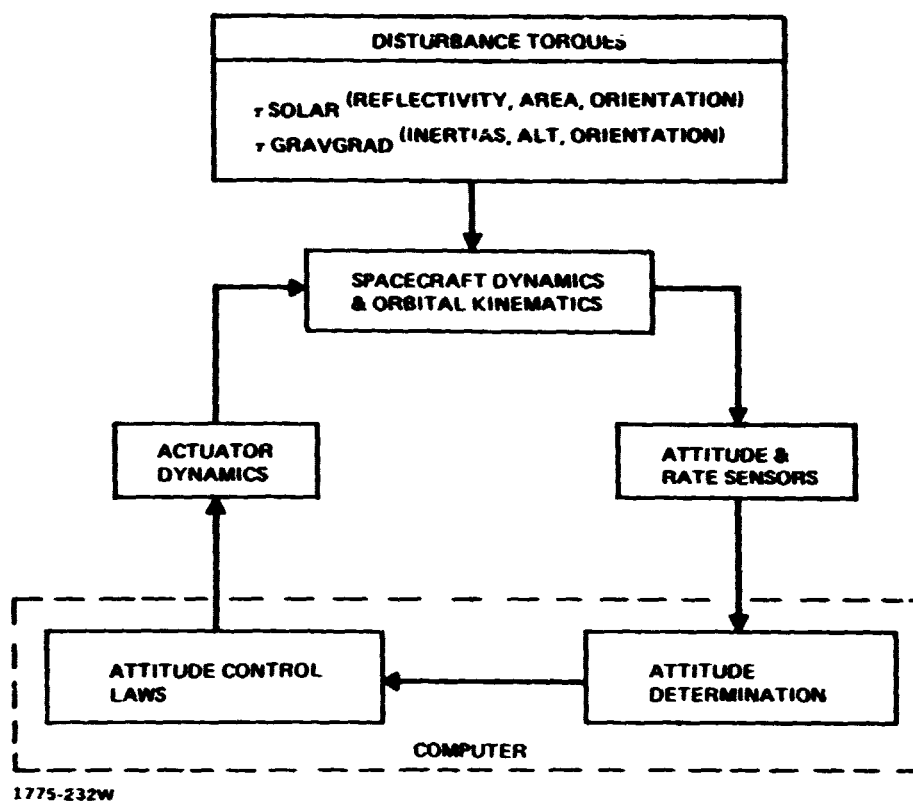 DISTURBANCE TORQUES
τ SOLAR (REFLECTIVITY, AREA, ORIENTATION)
τ GRAVGRAD (INERTIAS, ALT, ORIENTATION)
SPACECRAFT DYNAMICS
& ORBITAL KINEMATICS
ACTUATOR
DYNAMICS
ATTITUDE &
RATE SENSORS
ATTITUDE CONTROL
LAWS
ATTITUDE
DETERMINATION
COMPUTER
1775-232W